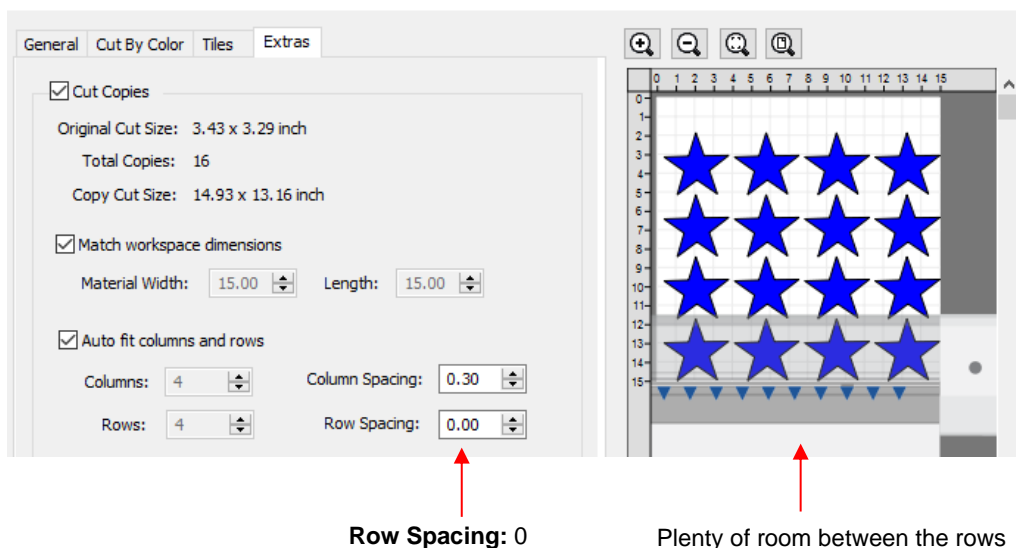 General Cut By Color Tiles Extras
Cut Copies
Original Cut Size: 3.43 x 3.29 inch
Total Copies: 16
Copy Cut Size: 14.93 x 13.16 inch
Match workspace dimensions
Material Width: 15.00 Length: 15.00
Auto fit columns and rows
Columns: 4 Column Spacing: 0.30
Rows: 4 Row Spacing: 0.00
0 1 2 3 4 5 6 7 8 9 10 11 12 13 14 15
0
1
2
3
4
5
6
7
8
9
10
11
12
13
14
15
Row Spacing: 0
Plenty of room between the rows